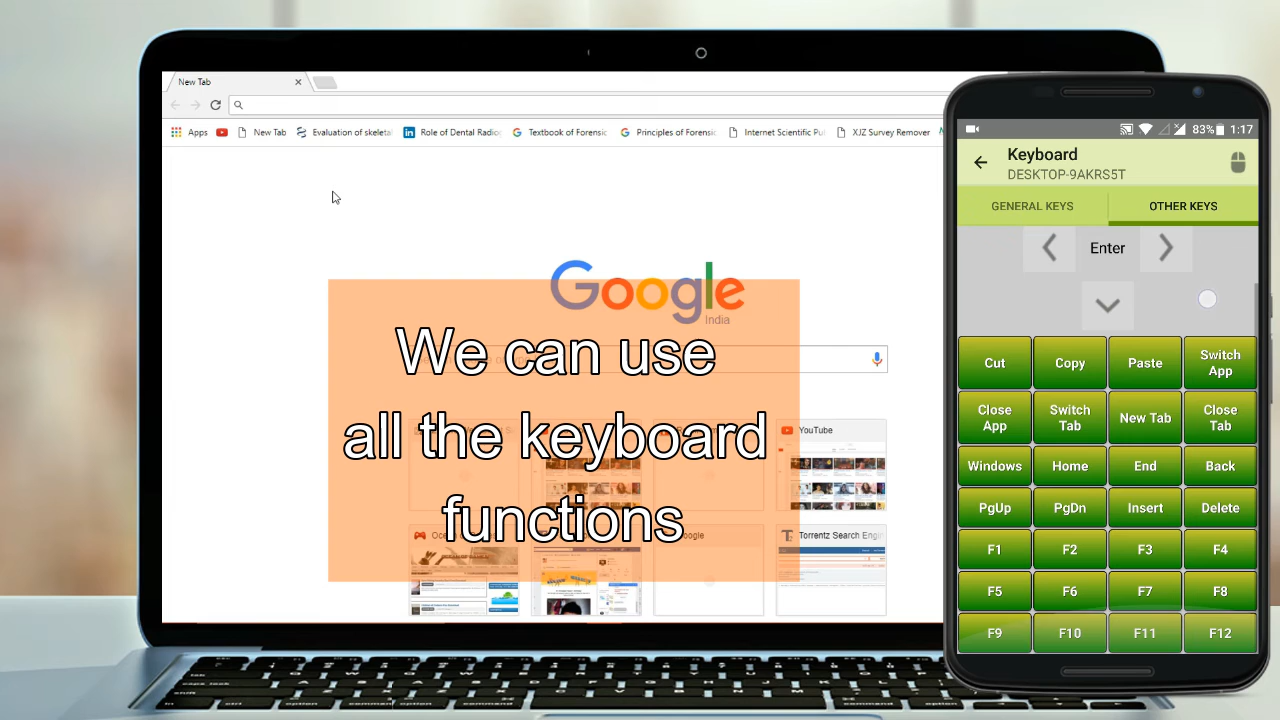 New Tab
Apps
New Tab
Evaluation of skeleta
Role of Dental Radio
Textbook of Forensic
Principles of Forensic
Internet Scientific Pu
XJZ Survey Remover
Google
India
We can use
all the keyboard
functions
YouTube
Torrentz Search Engin
83% 1:17
Keyboard
DESKTOP-9AKRS5T
GENERAL KEYS
OTHER KEYS
Enter
Cut
Copy
Paste
Switch
App
Close
App
Switch
Tab
New Tab
Close
Tab
Windows
Home
End
Back
PgUp
PgDn
Insert
Delete
F1
F2
F3
F4
F5
F6
F7
F8
F9
F10
F11
F12